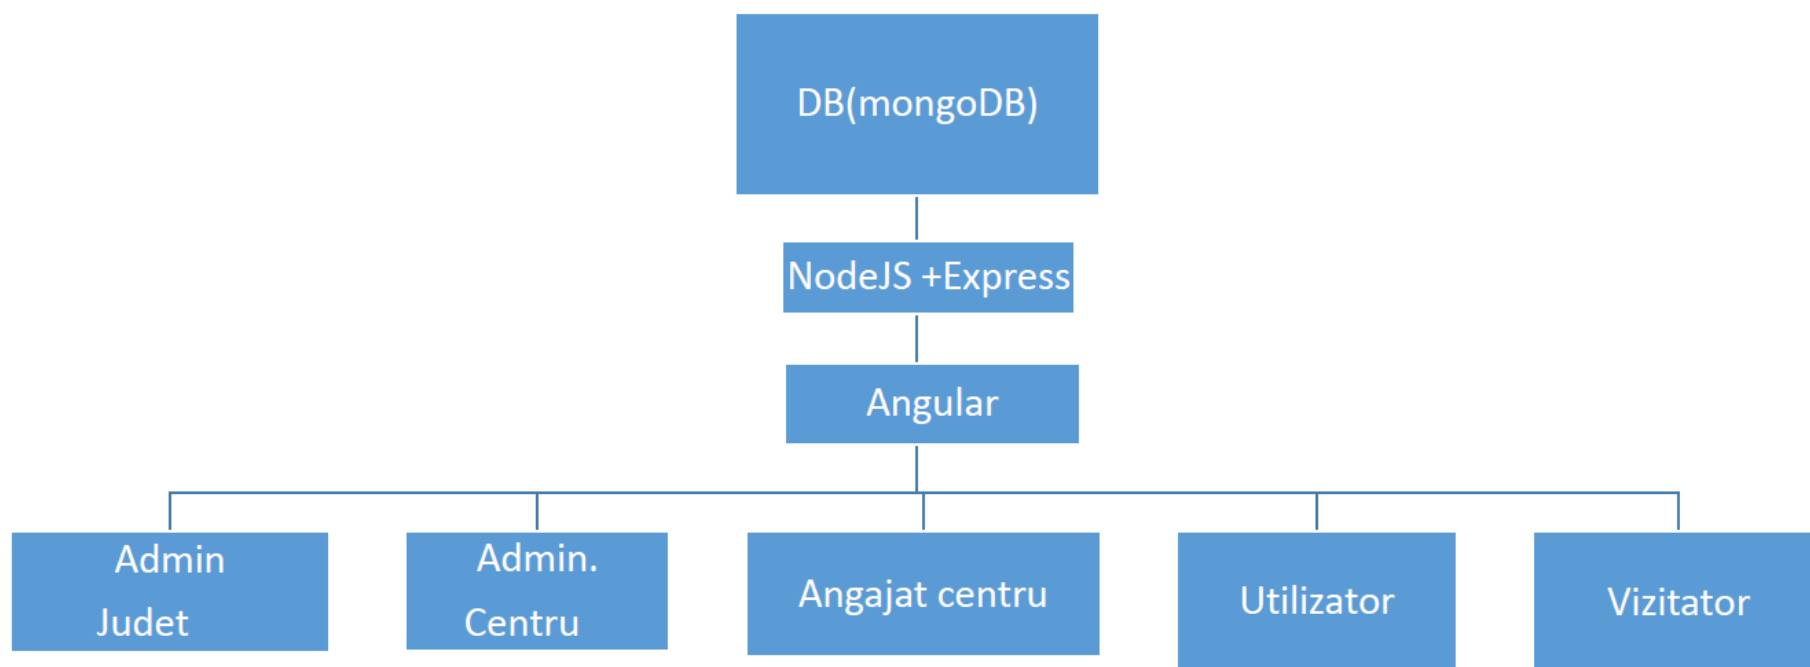 DB(mongoDB)
NodeJS +Express
Angular
Admin
Judet
Admin.
Centru
Angajat centru
Utilizator
Vizitator